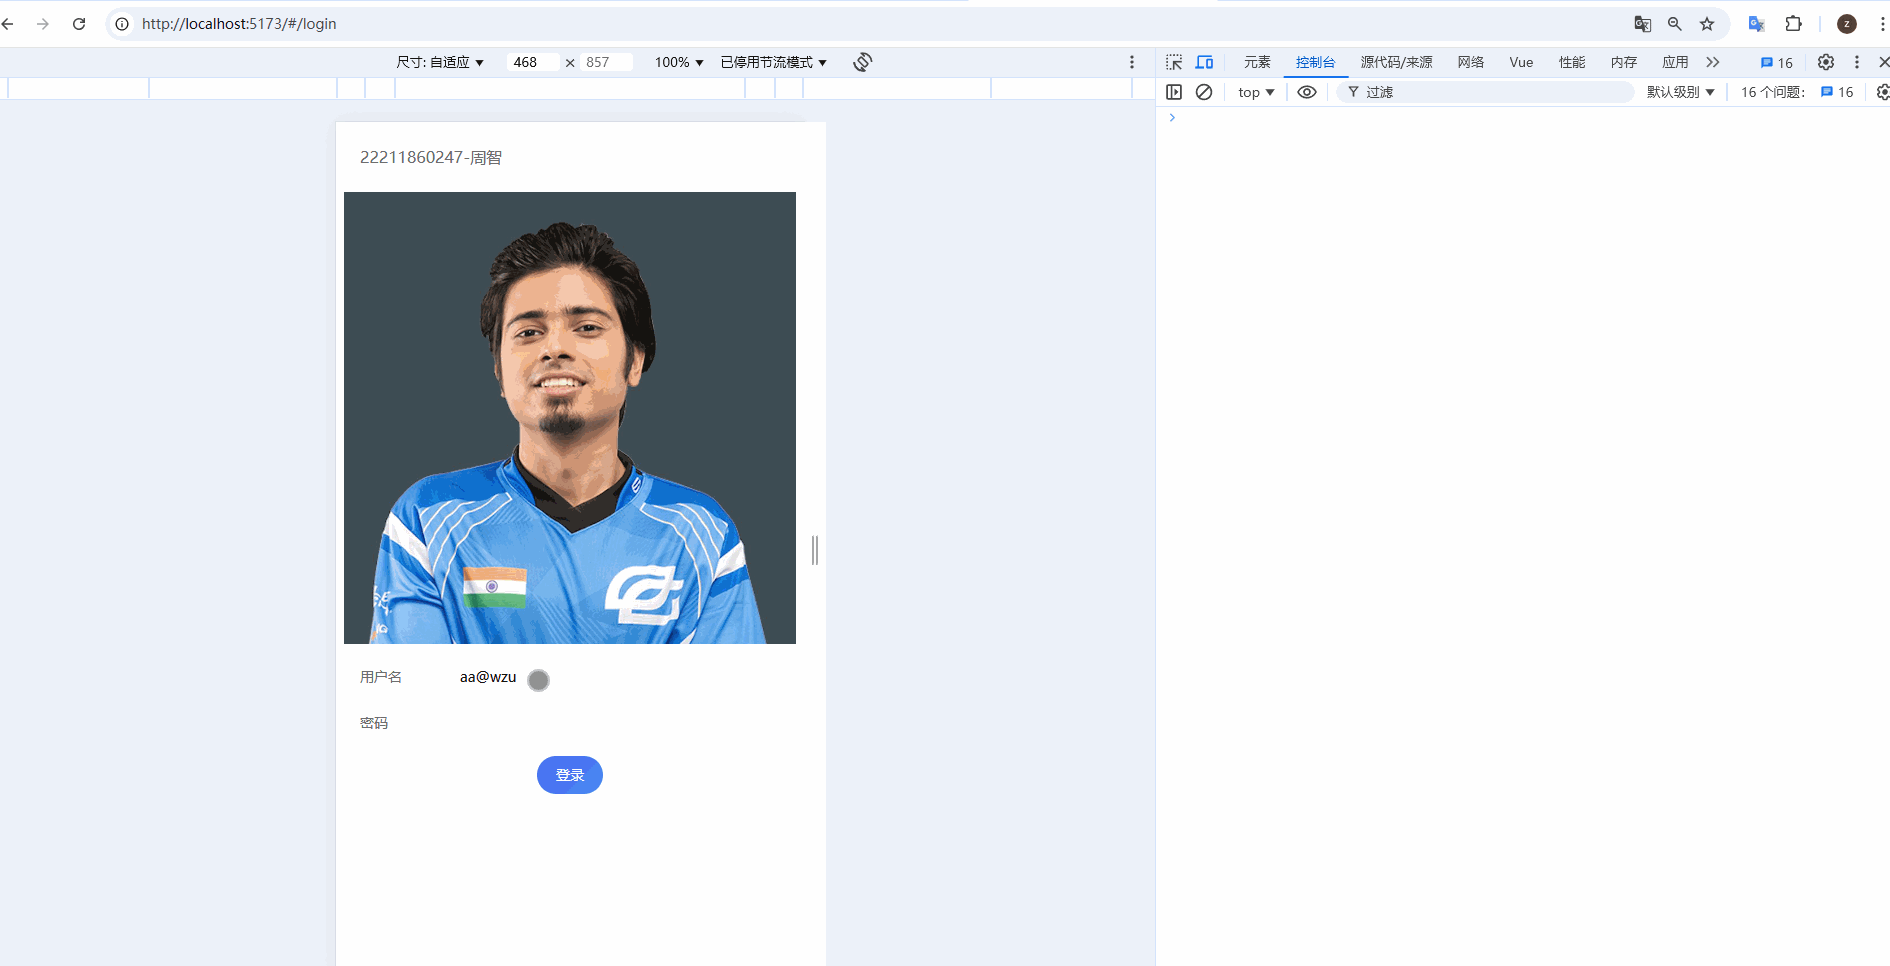 http://localhost:5173/#/login
尺寸: 自适应 ▼ 468 × 857 100% ▼ 已停用节流模式 ▼
元素 控制台 源代码/来源 网络 Vue 性能 内存 应用 16
top ▼ 过滤 默认级别 ▼ 16 个问题: 16
z
22211860247-周智
用户名 aa@wzu
密码
登录